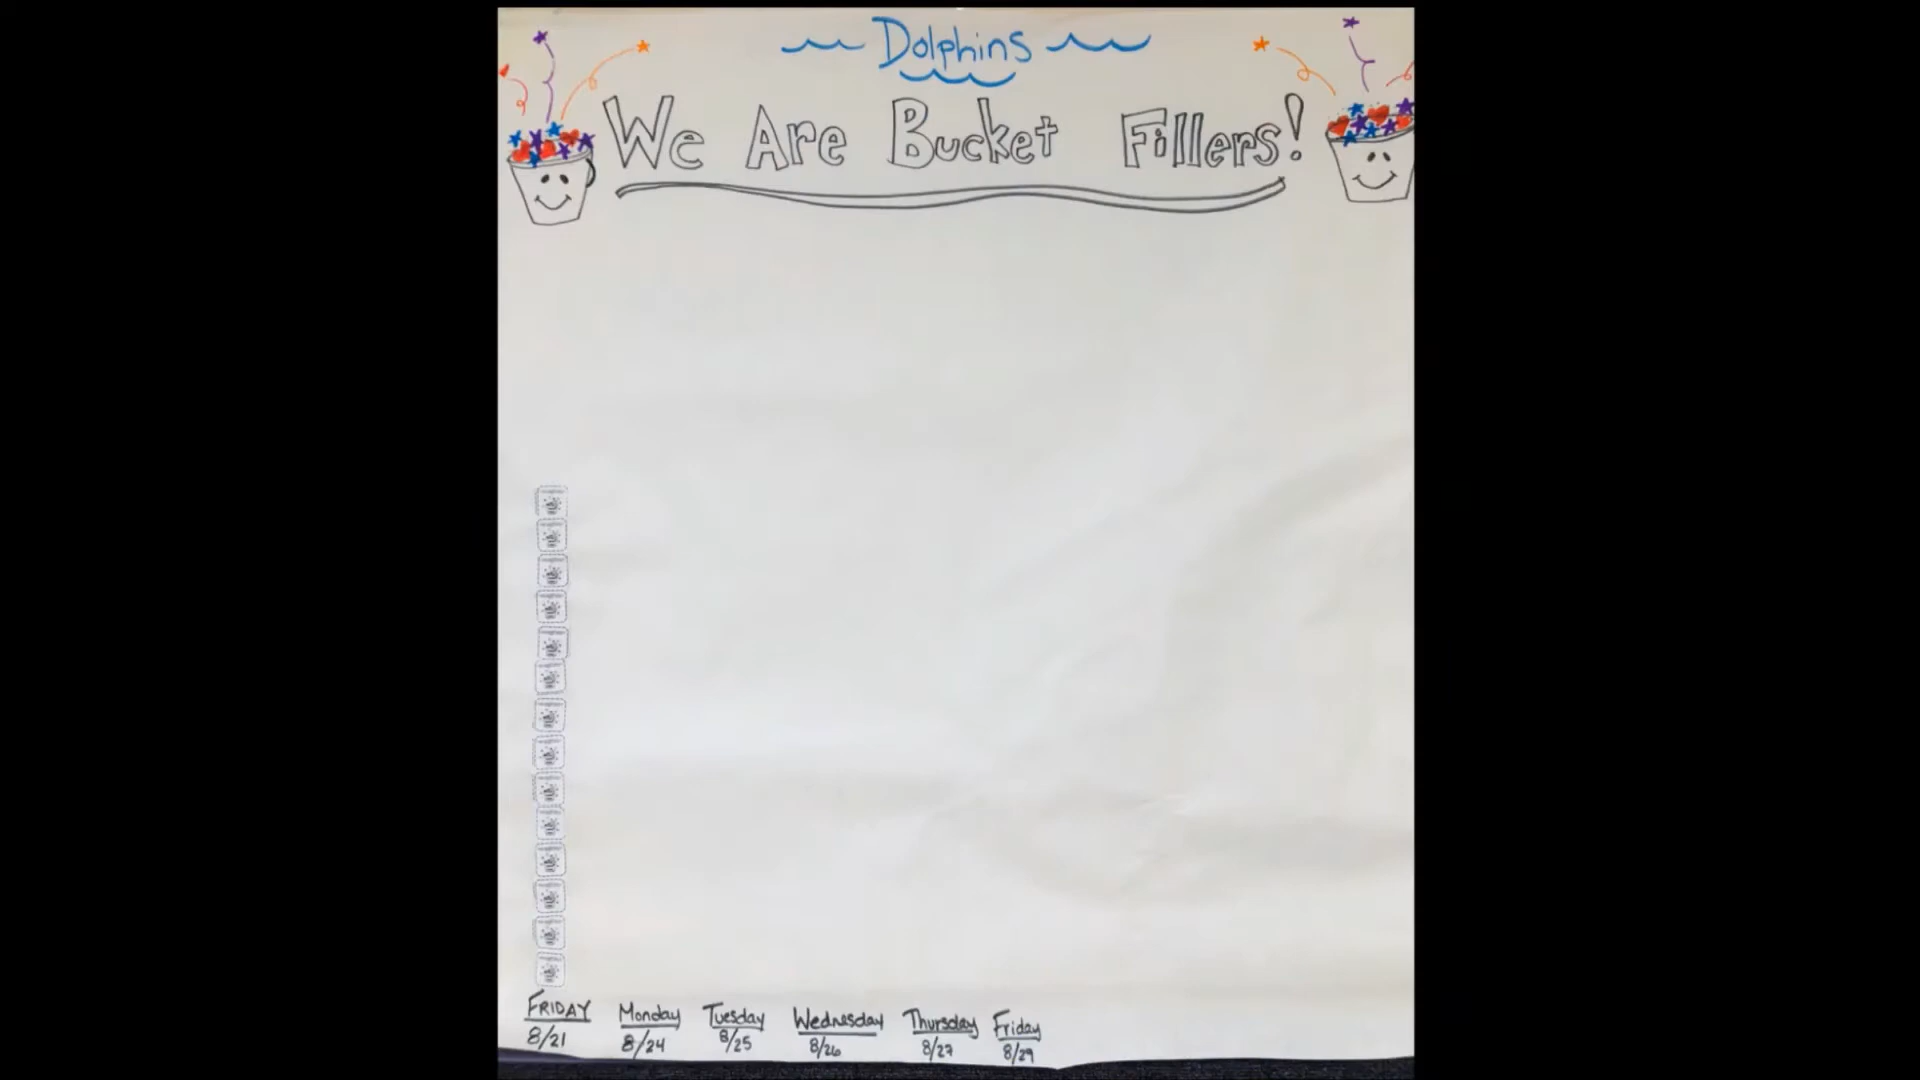 Dolphins
We Are Bucket Fillers!
FRIDAY Monday Tuesday Wednesday Thursday Friday
8/21 8/24 8/25 8/26 8/27 8/29